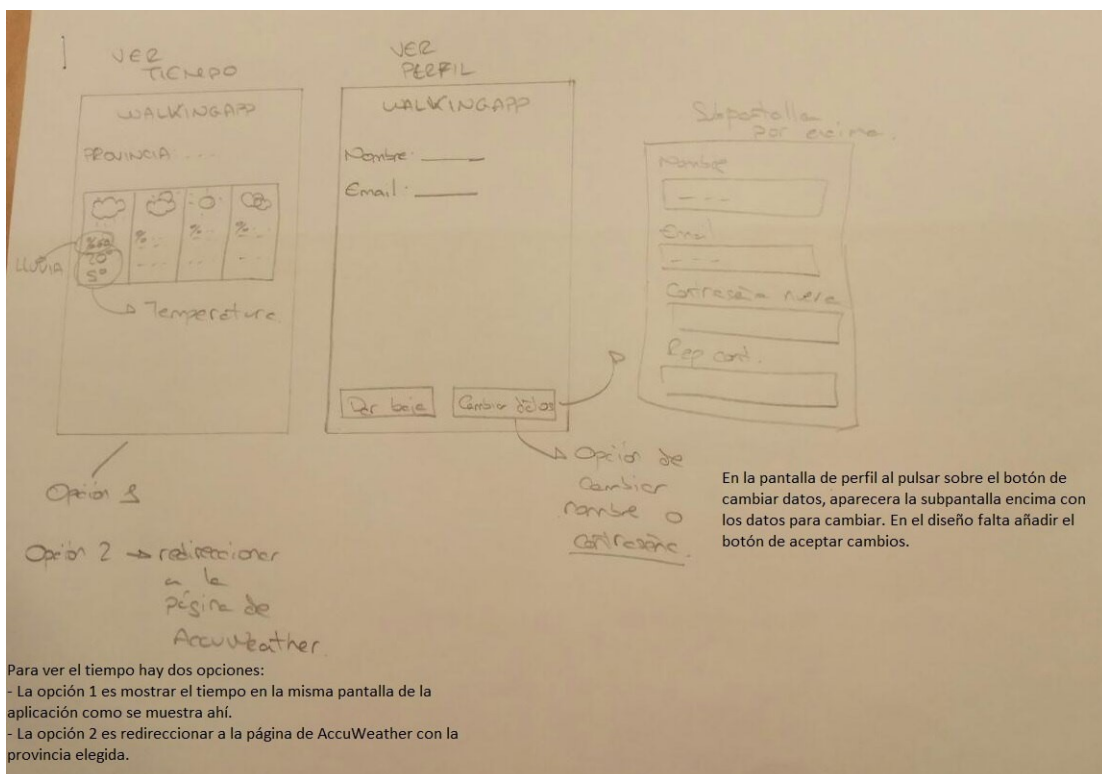 VER
TIEMPO
WALKINGAPP
PROVINCIA ....
%60
20°
5°
%...
%...
%...
LLUVIA
Temperatura
Opción 1
Opción 2 → redireccionar
a la
página de
AccuWeather.
VER
PERFIL
WALKINGAPP
Nombre:
Email:
Dar baja
Cambiar datos
Opción de
Cambiar
nombre o
contraseña.
Subpantalla
por encima.
Nombre
- - -
Email
- - -
Contraseña nueva
Rep cont.
En la pantalla de perfil al pulsar sobre el botón de
cambiar datos, aparecera la subpantalla encima con
los datos para cambiar. En el diseño falta añadir el
botón de aceptar cambios.
Para ver el tiempo hay dos opciones:
- La opción 1 es mostrar el tiempo en la misma pantalla de la
aplicación como se muestra ahí.
- La opción 2 es redireccionar a la página de AccuWeather con la
provincia elegida.